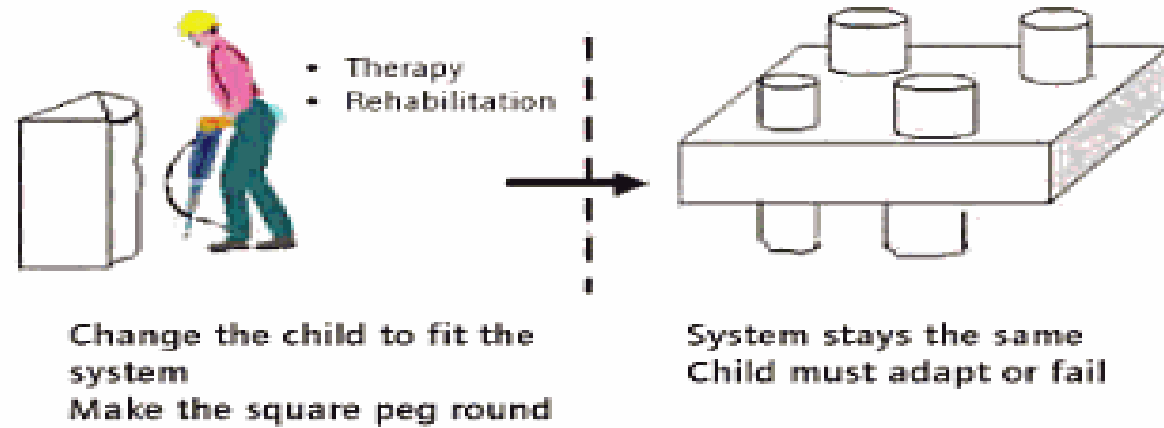 • Therapy
• Rehabilitation
Change the child to fit the
system
Make the square peg round
System stays the same
Child must adapt or fail